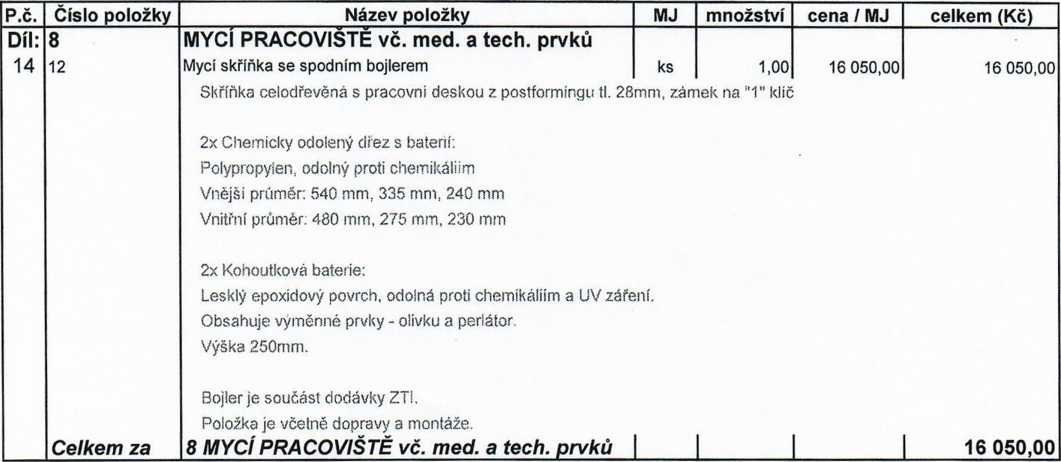 P.č. Číslo položky Název položky MJ množství cena / MJ celkem (Kč)
Díl: 8 MYCÍ PRACOVIŠTĚ vč. med. a tech. prvků
14 12 Mycí skříňka se spodním bojlerem ks 1,00 16 050,00 16 050,00
Skříňka celodřevěná s pracovní deskou z postformingu tl. 28mm, zámek na "1" klíč
2x Chemicky odolený dřez s baterií:
Polypropylen, odolný proti chemikáliím
Vnější průměr: 540 mm, 335 mm, 240 mm
Vnitřní průměr: 480 mm, 275 mm, 230 mm
2x Kohoutková baterie:
Lesklý epoxidový povrch, odolná proti chemikáliím a UV záření.
Obsahuje výměnné prvky - olivku a perlátor.
Výška 250mm.
Bojler je součást dodávky ZTI.
Položka je včetně dopravy a montáže.
Celkem za 8 MYCÍ PRACOVIŠTĚ vč. med. a tech. prvků 16 050,00